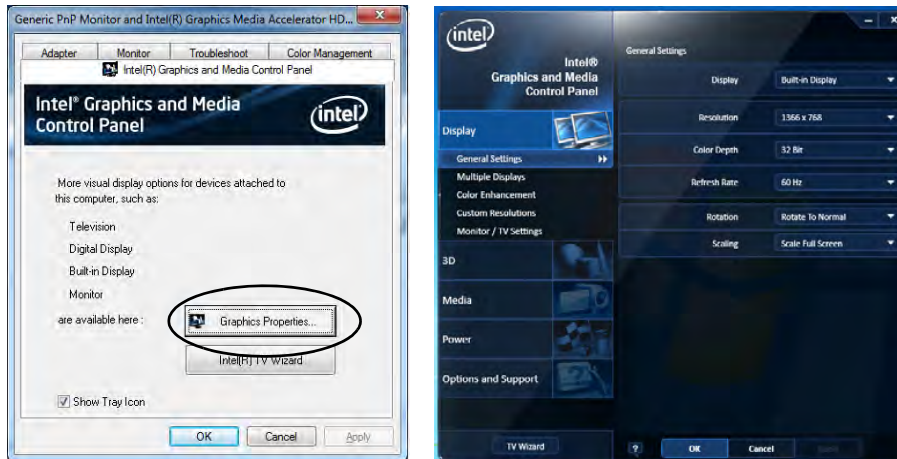 Generic PnP Monitor and Intel(R) Graphics Media Accelerator HD...
Adapter Monitor Troubleshoot Color Management
Intel(R) Graphics and Media Control Panel
Intel® Graphics and Media
Control Panel
intel
More visual display options for devices attached to
this computer, such as:
Television
Digital Display
Built-in Display
Monitor
are available here :
Graphics Properties...
Intel(R) TV Wizard
Show Tray Icon
OK Cancel Apply
intel
Intel®
Graphics and Media
Control Panel
Display
General Settings
Multiple Displays
Color Enhancement
Custom Resolutions
Monitor / TV Settings
3D
Media
Power
Options and Support
TV Wizard
General Settings
Display Built-in Display
Resolution 1366 x 768
Color Depth 32 Bit
Refresh Rate 60 Hz
Rotation Rotate To Normal
Scaling Scale Full Screen
? OK Cancel